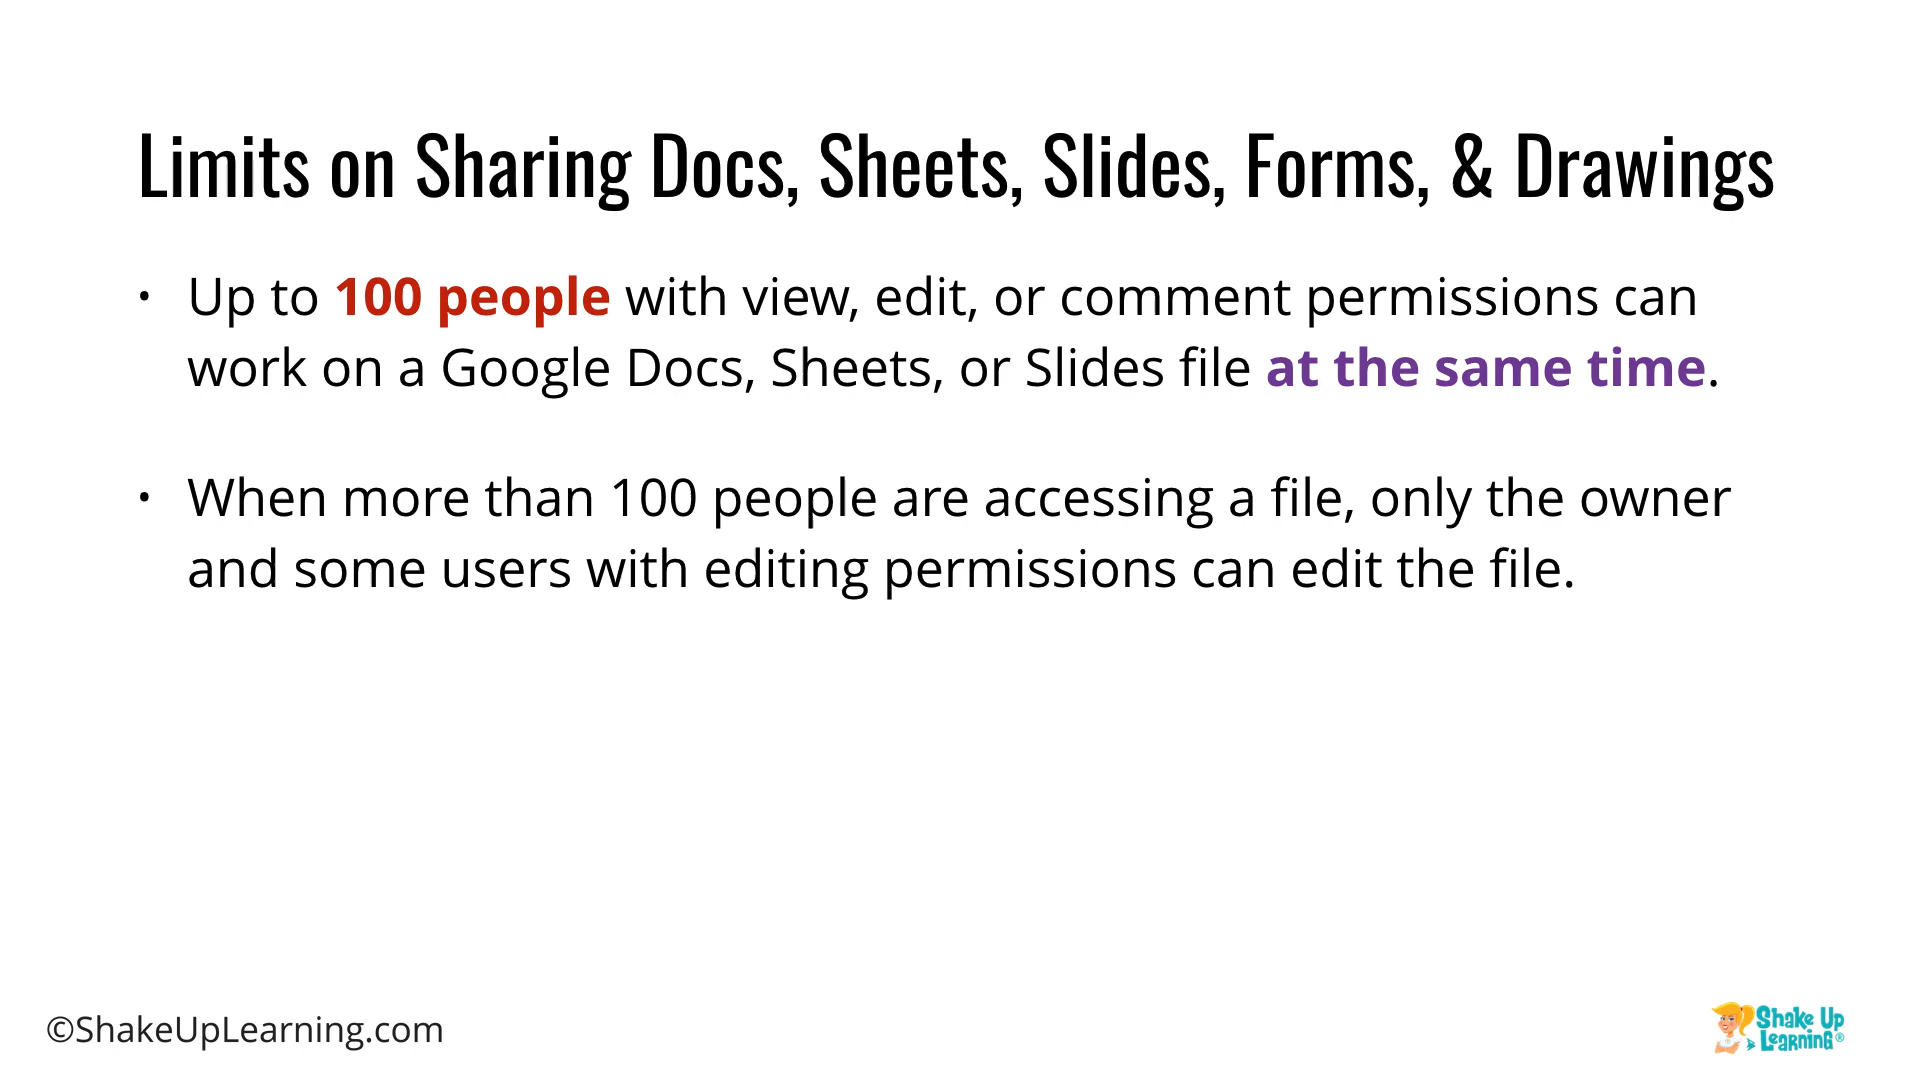 Limits on Sharing Docs, Sheets, Slides, Forms, & Drawings
• Up to 100 people with view, edit, or comment permissions can
work on a Google Docs, Sheets, or Slides file at the same time.
• When more than 100 people are accessing a file, only the owner
and some users with editing permissions can edit the file.
©ShakeUpLearning.com
Shake Up
Learning®